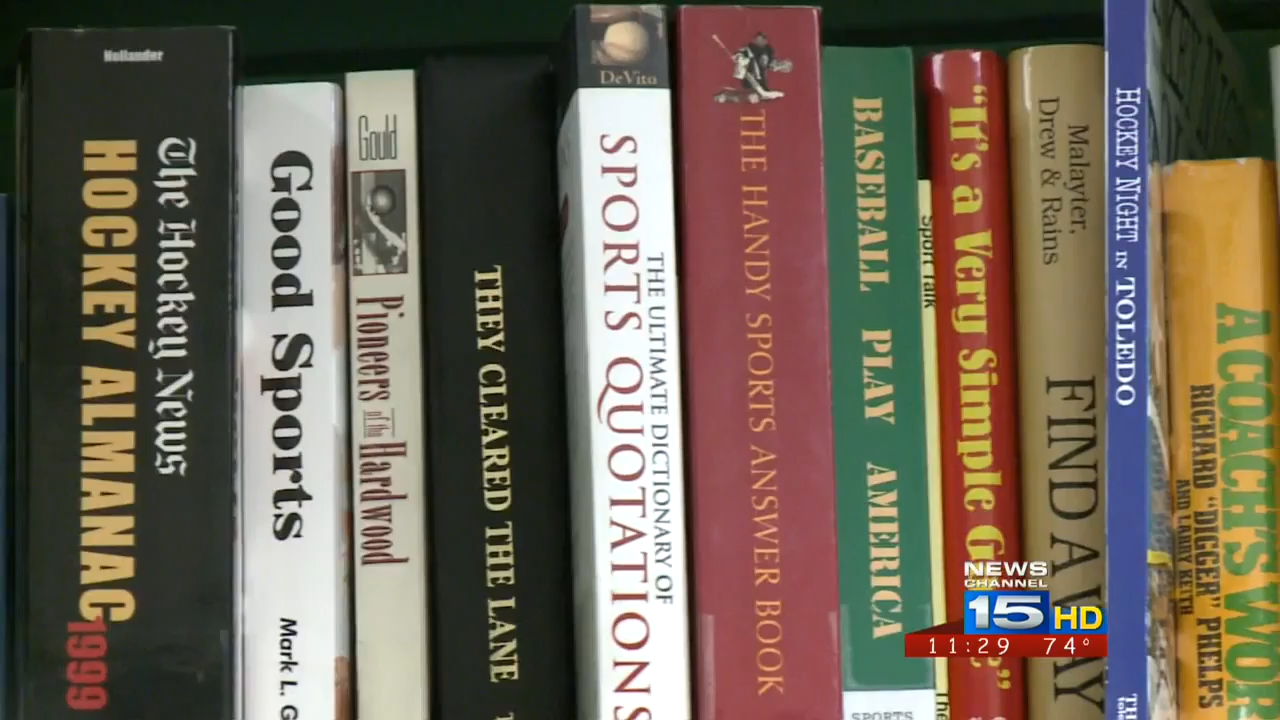 Hollander
The Hockey News
HOCKEY ALMANAC
1999
Good Sports
Mark L. G
Gould
Pioneers of the Hardwood
THEY CLEARED THE LANE
DeVito
THE ULTIMATE DICTIONARY OF
SPORTS QUOTATIONS
THE HANDY SPORTS ANSWER BOOK
BASEBALL PLAY AMERICA
SPORTS
Sport Talk
The
"It's a Very Simple G
"
Malayter,
Drew & Rains
FIND A WAY
HOCKEY NIGHT IN TOLEDO
A COACH'S WOR
RICHARD "DIGGER" PHELPS
AND LARRY KEITH
NEWS
CHANNEL
15 HD
11:29 74°